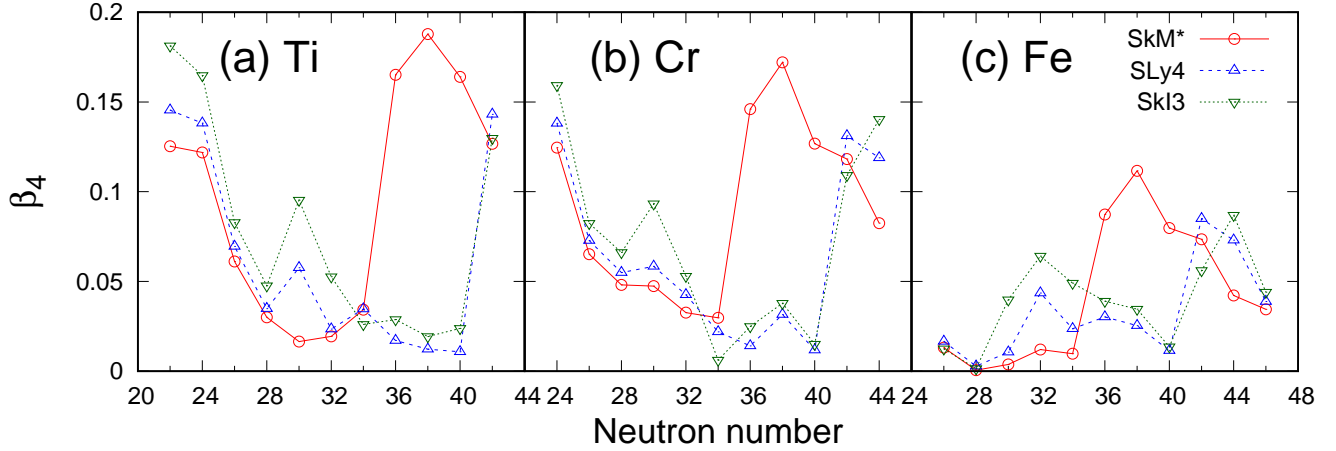 0.2
0.15
0.1
0.05
0
β4
(a) Ti
(b) Cr
(c) Fe
SkM*
SLy4
SkI3
20 24 28 32 36 40 44
24 28 32 36 40 44
24 28 32 36 40 44 48
Neutron number